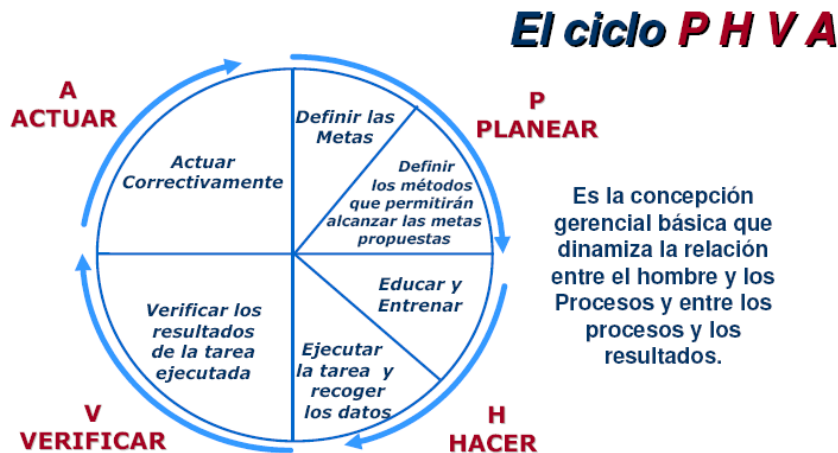 El ciclo P H V A
A
ACTUAR
P
PLANEAR
Definir las
Metas
Actuar
Correctivamente
Definir
los métodos
que permitirán
alcanzar las metas
propuestas
Es la concepción
gerencial básica que
dinamiza la relación
entre el hombre y los
Procesos y entre los
procesos y los
resultados.
Educar y
Entrenar
Verificar los
resultados
de la tarea
ejecutada
Ejecutar
la tarea y
recoger
los datos
V
VERIFICAR
H
HACER